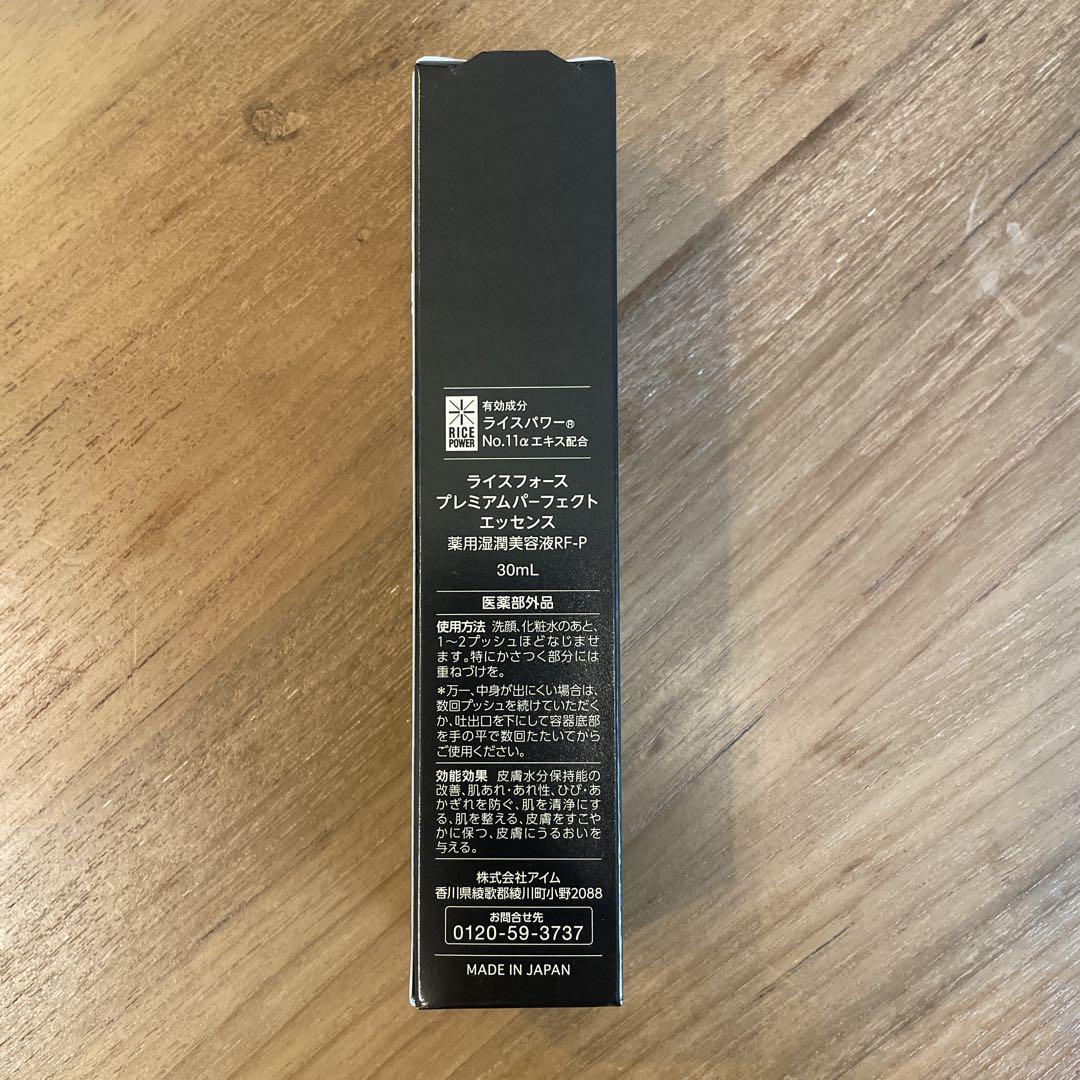 RICE
POWER
有効成分
ライスパワー®
No.11αエキス配合
ライスフォース
プレミアムパーフェクト
エッセンス
薬用湿潤美容液RF-P
30mL
医薬部外品
使用方法 洗顔、化粧水のあと、
1〜2プッシュほどなじませ
ます。特にかさつく部分には
重ねづけを。
*万一、中身が出にくい場合は、
数回プッシュを続けていただく
か、吐出口を下にして容器底部
を手の平で数回たたいてから
ご使用ください。
効能効果 皮膚水分保持能の
改善、肌あれ・あれ性、ひび・あ
かぎれを防ぐ、肌を清浄にす
る、肌を整える、皮膚をすこや
かに保つ、皮膚にうるおいを
与える。
株式会社アイム
香川県綾歌郡綾川町小野2088
お問合せ先
0120-59-3737
MADE IN JAPAN